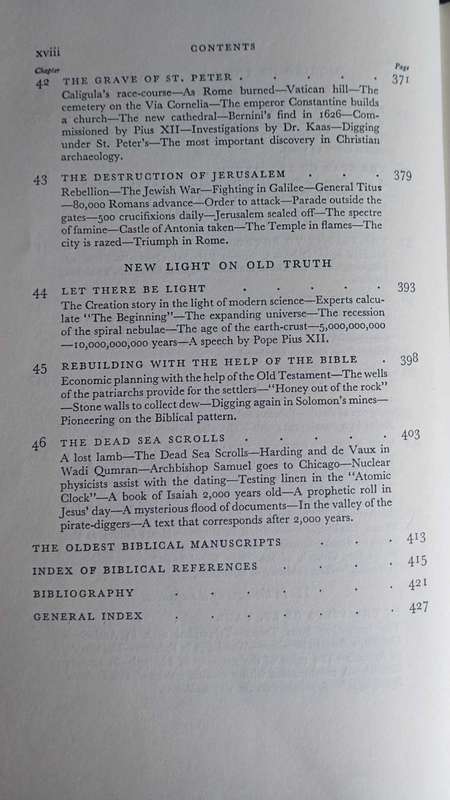 xviii CONTENTS
Chapter Page
42 THE GRAVE OF ST. PETER . . . . . 371
Caligula's race-course—As Rome burned—Vatican hill—The
cemetery on the Via Cornelia—The emperor Constantine builds
a church—The new cathedral—Bernini's find in 1626—Com-
missioned by Pius XII—Investigations by Dr. Kaas—Digging
under St. Peter's—The most important discovery in Christian
archaeology.
43 THE DESTRUCTION OF JERUSALEM . . . 379
Rebellion—The Jewish War—Fighting in Galilee—General Titus
—80,000 Romans advance—Order to attack—Parade outside the
gates—500 crucifixions daily—Jerusalem sealed off—The spectre
of famine—Castle of Antonia taken—The Temple in flames—The
city is razed—Triumph in Rome.
NEW LIGHT ON OLD TRUTH
44 LET THERE BE LIGHT . . . . . 393
The Creation story in the light of modern science—Experts calcu-
late "The Beginning"—The expanding universe—The recession
of the spiral nebulae—The age of the earth-crust—5,000,000,000
—10,000,000,000 years—A speech by Pope Pius XII.
45 REBUILDING WITH THE HELP OF THE BIBLE . 398
Economic planning with the help of the Old Testament—The wells
of the patriarchs provide for the settlers—"Honey out of the rock"
—Stone walls to collect dew—Digging again in Solomon's mines—
Pioneering on the Biblical pattern.
46 THE DEAD SEA SCROLLS . . . . . 403
A lost lamb—The Dead Sea Scrolls—Harding and de Vaux in
Wadi Qumran—Archbishop Samuel goes to Chicago—Nuclear
physicists assist with the dating—Testing linen in the "Atomic
Clock"—A book of Isaiah 2,000 years old—A prophetic roll in
Jesus' day—A mysterious flood of documents—In the valley of the
pirate-diggers—A text that corresponds after 2,000 years.
THE OLDEST BIBLICAL MANUSCRIPTS . . . 413
INDEX OF BIBLICAL REFERENCES . . . . 415
BIBLIOGRAPHY . . . . . . . 421
GENERAL INDEX . . . . . . . 427